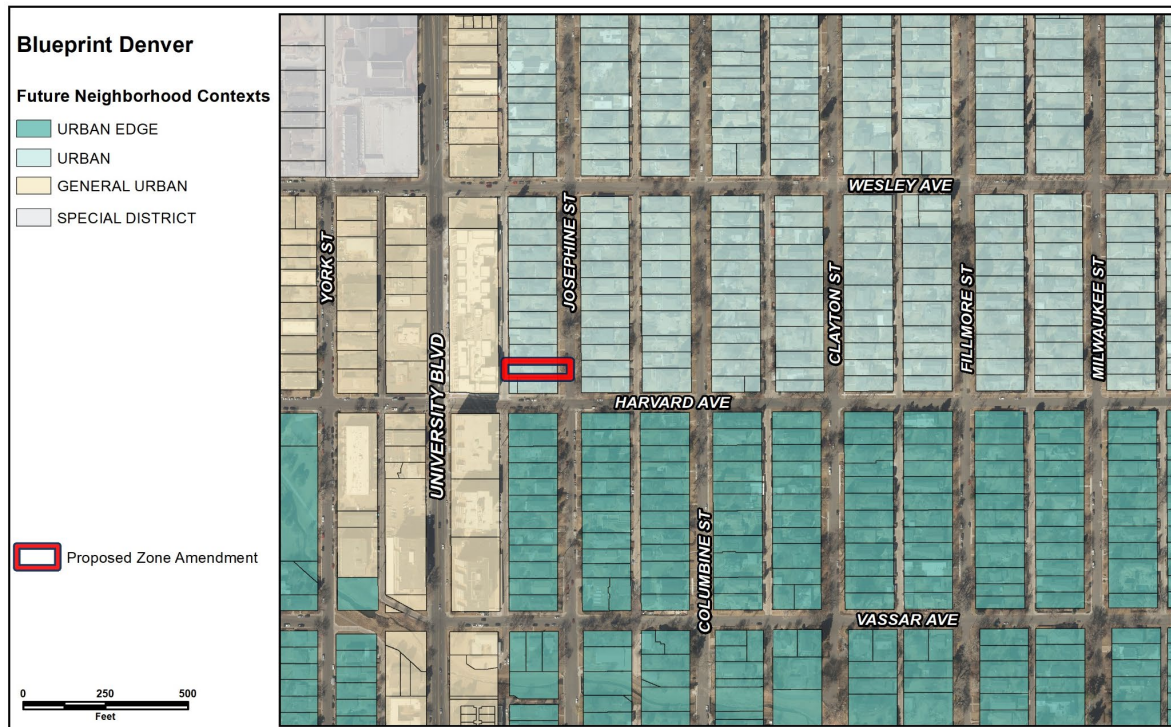 Blueprint Denver
Future Neighborhood Contexts
URBAN EDGE
URBAN
GENERAL URBAN
SPECIAL DISTRICT
Proposed Zone Amendment
0 250 500
Feet
WESLEY AVE
YORK ST
JOSEPHINE ST
CLAYTON ST
FILLMORE ST
MILWAUKEE ST
UNIVERSITY BLVD
HARVARD AVE
COLUMBINE ST
VASSAR AVE